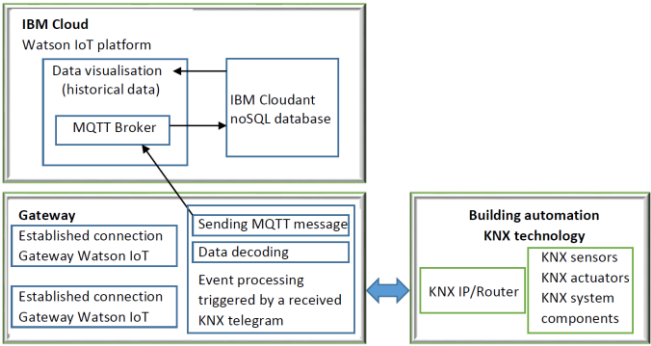 IBM Cloud
Watson IoT platform
Data visualisation
(historical data)
MQTT Broker
IBM Cloudant
noSQL database
Gateway
Established connection
Gateway Watson IoT
Established connection
Gateway Watson IoT
Sending MQTT message
Data decoding
Event processing
triggered by a received
KNX telegram
Building automation
KNX technology
KNX IP/Router
KNX sensors
KNX actuators
KNX system
components